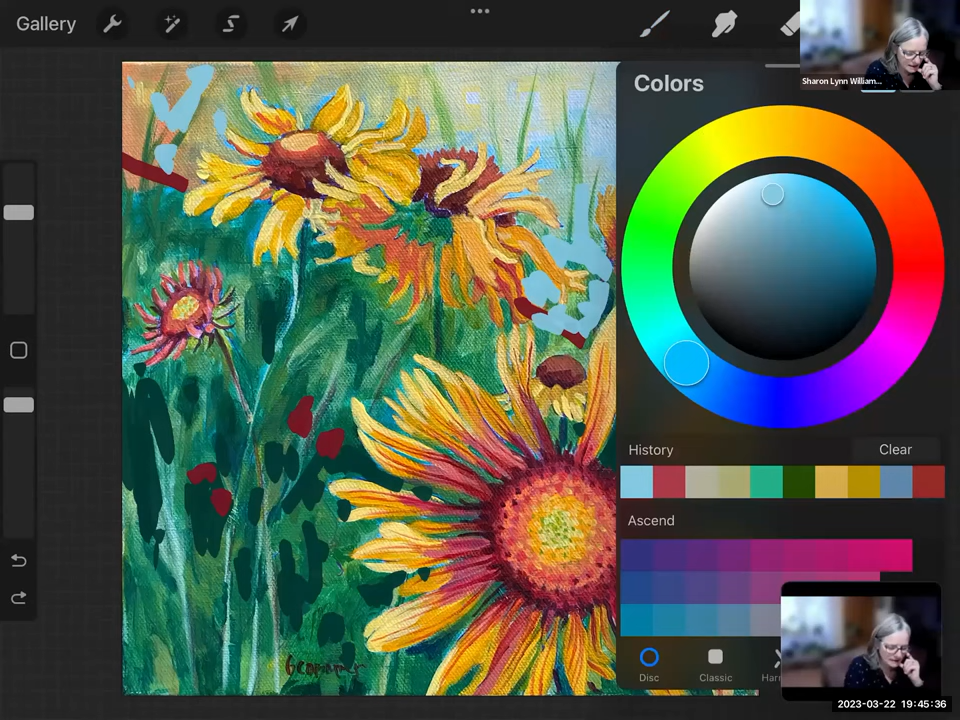 Gallery
Sharon Lynn William...
Colors
History
Clear
Ascend
Disc
Classic
2023-03-22 19:45:36